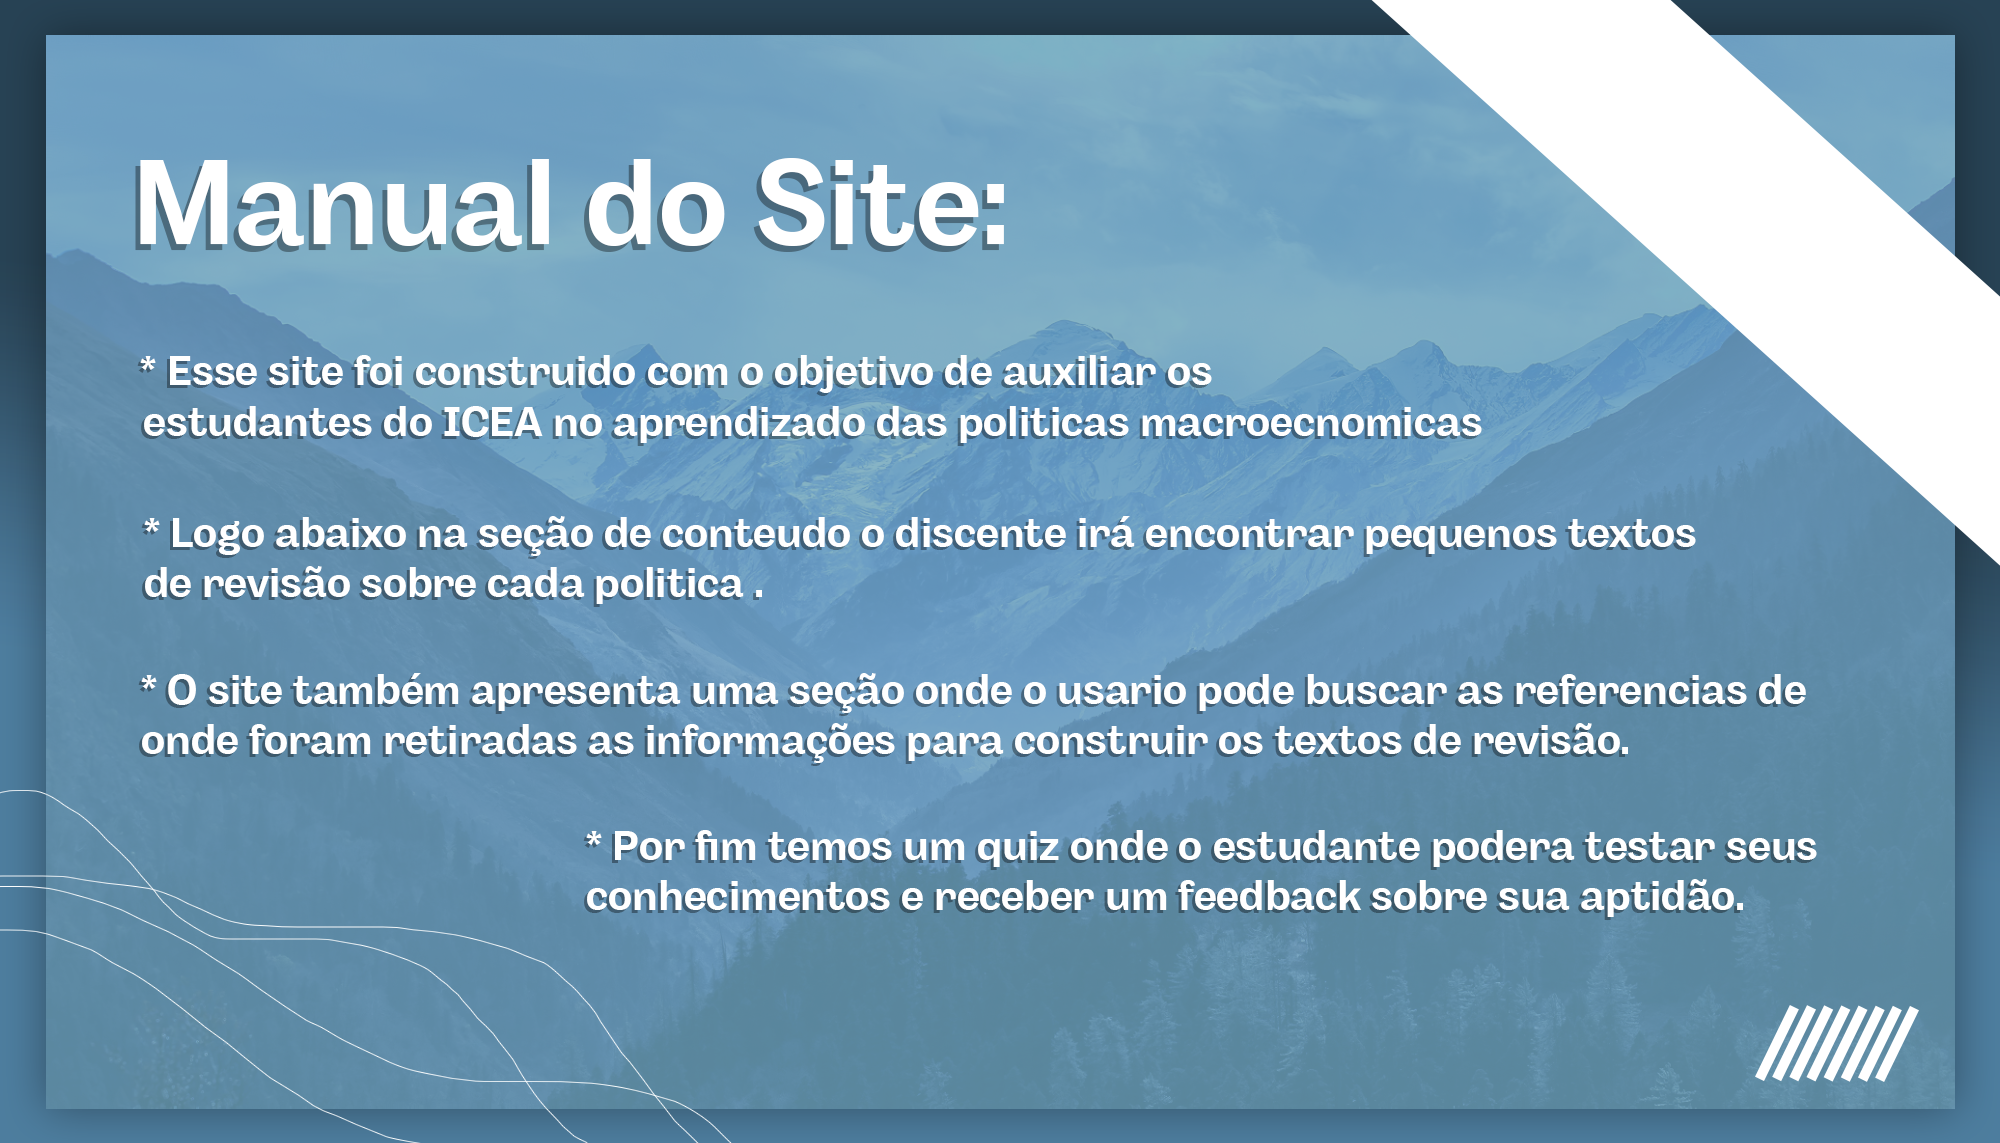 Manual do Site:
* Esse site foi construido com o objetivo de auxiliar os
estudantes do ICEA no aprendizado das politicas macroecnomicas
* Logo abaixo na seção de conteudo o discente irá encontrar pequenos textos
de revisão sobre cada politica .
* O site também apresenta uma seção onde o usario pode buscar as referencias de
onde foram retiradas as informações para construir os textos de revisão.
* Por fim temos um quiz onde o estudante podera testar seus
conhecimentos e receber um feedback sobre sua aptidão.